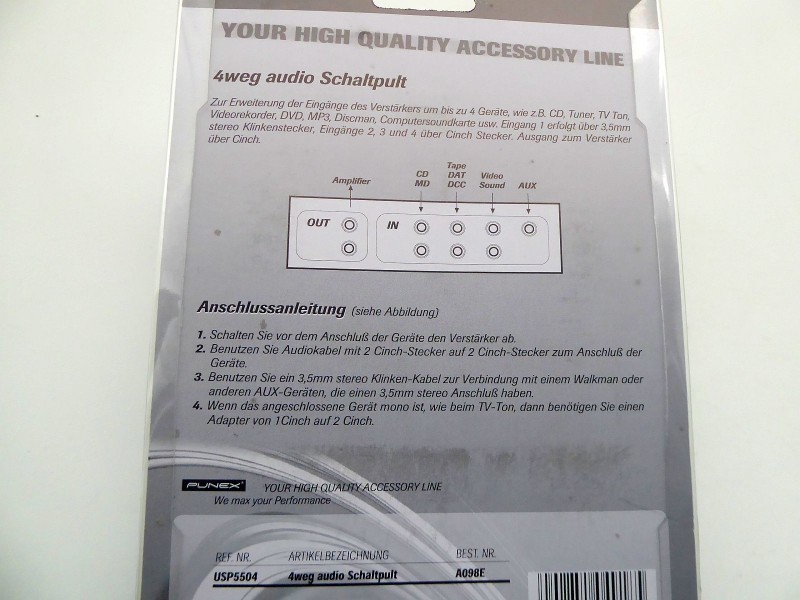 YOUR HIGH QUALITY ACCESSORY LINE
4weg audio Schaltpult
Zur Erweiterung der Eingänge des Verstärkers um bis zu 4 Geräte, wie z.B. CD, Tuner, TV Ton,
Videorekorder, DVD, MP3, Discman, Computersoundkarte usw. Eingang 1 erfolgt über 3,5mm
stereo Klinkenstecker, Eingänge 2, 3 und 4 über Cinch Stecker. Ausgang zum Verstärker
über Cinch.
Amplifier
CD
MD
Tape
DAT
DCC
Video
Sound
AUX
OUT
IN
Anschlussanleitung (siehe Abbildung)
1. Schalten Sie vor dem Anschluß der Geräte den Verstärker ab.
2. Benutzen Sie Audiokabel mit 2 Cinch-Stecker auf 2 Cinch-Stecker zum Anschluß der
Geräte.
3. Benutzen Sie ein 3,5mm stereo Klinken-Kabel zur Verbindung mit einem Walkman oder
anderen AUX-Geräten, die einen 3,5mm stereo Anschluß haben.
4. Wenn das angeschlossene Gerät mono ist, wie beim TV-Ton, dann benötigen Sie einen
Adapter von 1Cinch auf 2 Cinch.
PUNEX® YOUR HIGH QUALITY ACCESSORY LINE
We max your Performance
REF. NR. ARTIKELBEZEICHNUNG BEST. NR.
USP5504 4weg audio Schaltpult A098E